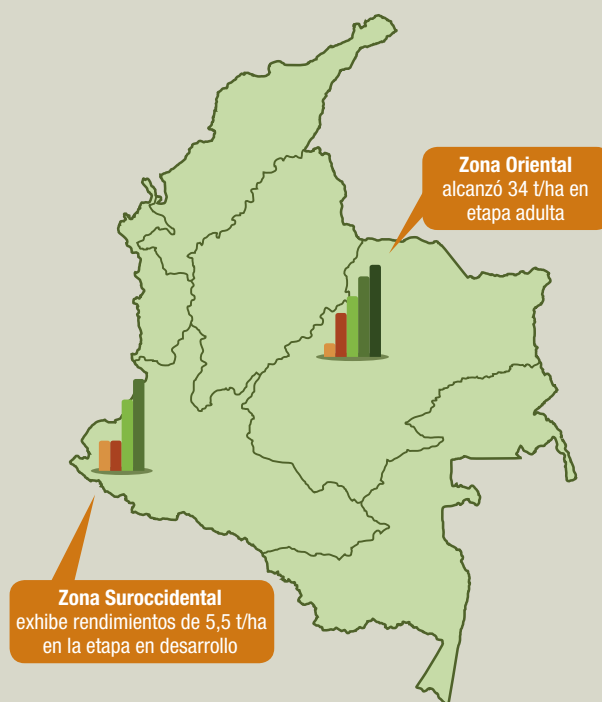 Zona Oriental
alcanzó 34 t/ha en
etapa adulta
Zona Suroccidental
exhibe rendimientos de 5,5 t/ha
en la etapa en desarrollo